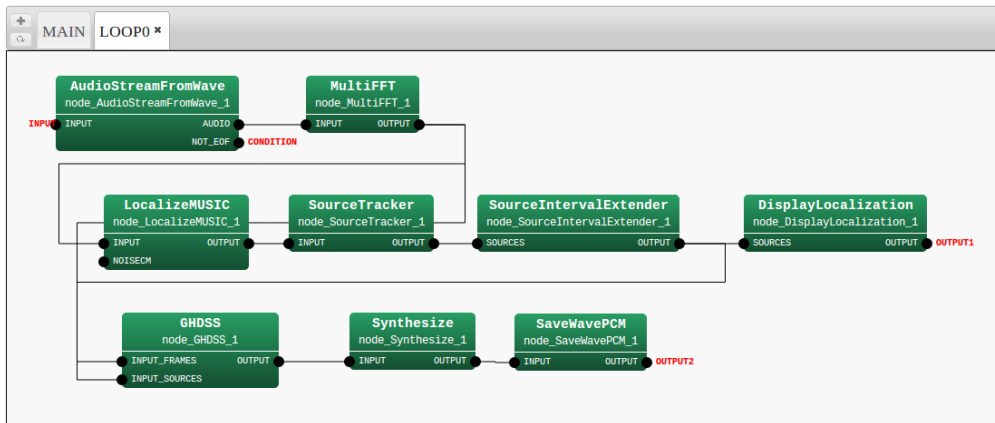 MAIN
LOOP0
AudioStreamFromWave
node_AudioStreamFromWave_1
INPUT
INPUT
AUDIO
NOT_EOF
CONDITION
MultiFFT
node_MultiFFT_1
INPUT
OUTPUT
LocalizeMUSIC
node_LocalizeMUSIC_1
INPUT
OUTPUT
NOISECM
SourceTracker
node_SourceTracker_1
INPUT
OUTPUT
SourceIntervalExtender
node_SourceIntervalExtender_1
SOURCES
OUTPUT
DisplayLocalization
node_DisplayLocalization_1
SOURCES
OUTPUT
OUTPUT1
GHDSS
node_GHDSS_1
INPUT_FRAMES
OUTPUT
INPUT_SOURCES
Synthesize
node_Synthesize_1
INPUT
OUTPUT
SaveWavePCM
node_SaveWavePCM_1
INPUT
OUTPUT
OUTPUT2